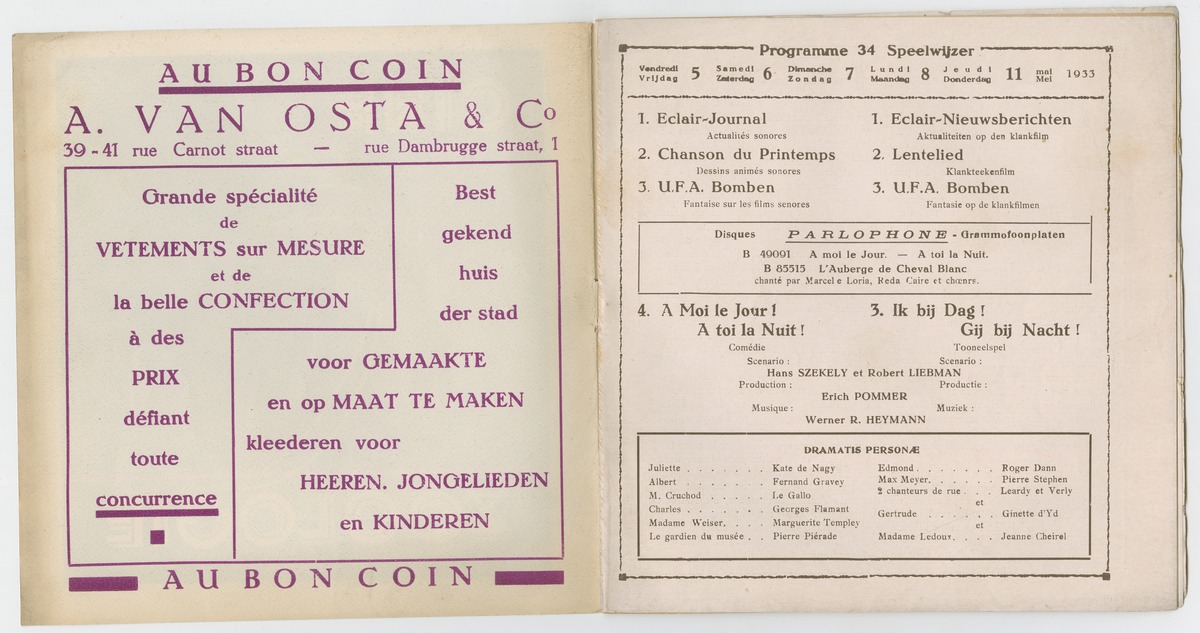 AU BON COIN
A. VAN OSTA & Co
39-41 rue Carnot straat — rue Dambrugge straat, 1
Grande spécialité
de
VETEMENTS sur MESURE
et de
la belle CONFECTION
à des
PRIX
défiant
toute
concurrence
Best
gekend
huis
der stad
voor GEMAAKTE
en op MAAT TE MAKEN
kleederen voor
HEEREN. JONGELIEDEN
en KINDEREN
AU BON COIN
Programme 34 Speelwijzer
Vendredi Vrijdag 5 Samedi Zaterdag 6 Dimanche Zondag 7 Lundi Maandag 8 Jeudi Donderdag 11 mai Mei 1933
1. Eclair-Journal
Actualités sonores
2. Chanson du Printemps
Dessins animés sonores
3. U.F.A. Bomben
Fantaise sur les films senores
1. Eclair-Nieuwsberichten
Aktualiteiten op den klankfilm
2. Lentelied
Klankteekenfilm
3. U.F.A. Bomben
Fantasie op de klankfilmen
Disques PARLOPHONE - Grammofoonplaten
B 49091 A moi le Jour. — A toi la Nuit.
B 85515 L'Auberge de Cheval Blanc
chanté par Marcel e Loria, Reda Caire et chœnrs.
4. A Moi le Jour ! 3. Ik bij Dag !
A toi la Nuit ! Gij bij Nacht !
Comédie Tooneelspel
Scenario : Scenario :
Hans SZEKELY et Robert LIEBMAN
Production : Productie :
Erich POMMER
Musique : Muziek :
Werner R. HEYMANN
DRAMATIS PERSONÆ
Juliette . . . . . . . Kate de Nagy
Albert . . . . . . . . Fernand Gravey
M. Cruchod . . . . . Le Gallo
Charles . . . . . . . Georges Flamant
Madame Weiser. . . . Marguerite Templey
Le gardien du musée . . Pierre Piérade
Edmond . . . . . . . Roger Dann
Max Meyer. . . . . . Pierre Stephen
2 chanteurs de rue . . . Leardy et Verly
et
Gertrude . . . . . . Ginette d'Yd
et
Madame Ledoux. . . . Jeanne Cheirel